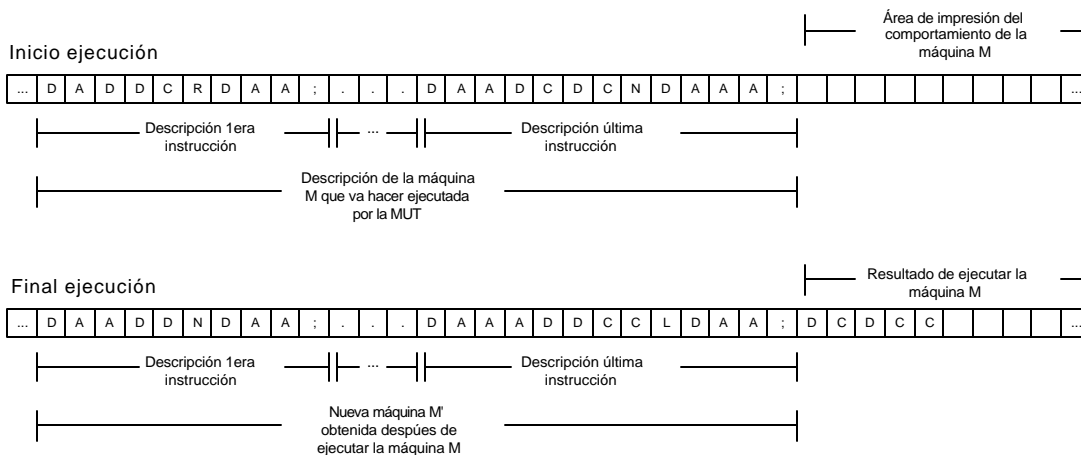 Área de impresión del
comportamiento de la
máquina M
Inicio ejecución
... D A D D C R D A A ; . . . D A A D C D C N D A A A ; ...
Descripción 1era
instrucción
...
Descripción última
instrucción
Descripción de la máquina
M que va hacer ejecutada
por la MUT
Resultado de ejecutar la
máquina M
Final ejecución
... D A A D D N D A A ; . . . D A A A D D C C L D A A ; D C D C C ...
Descripción 1era
instrucción
...
Descripción última
instrucción
Nueva máquina M'
obtenida despúes de
ejecutar la máquina M